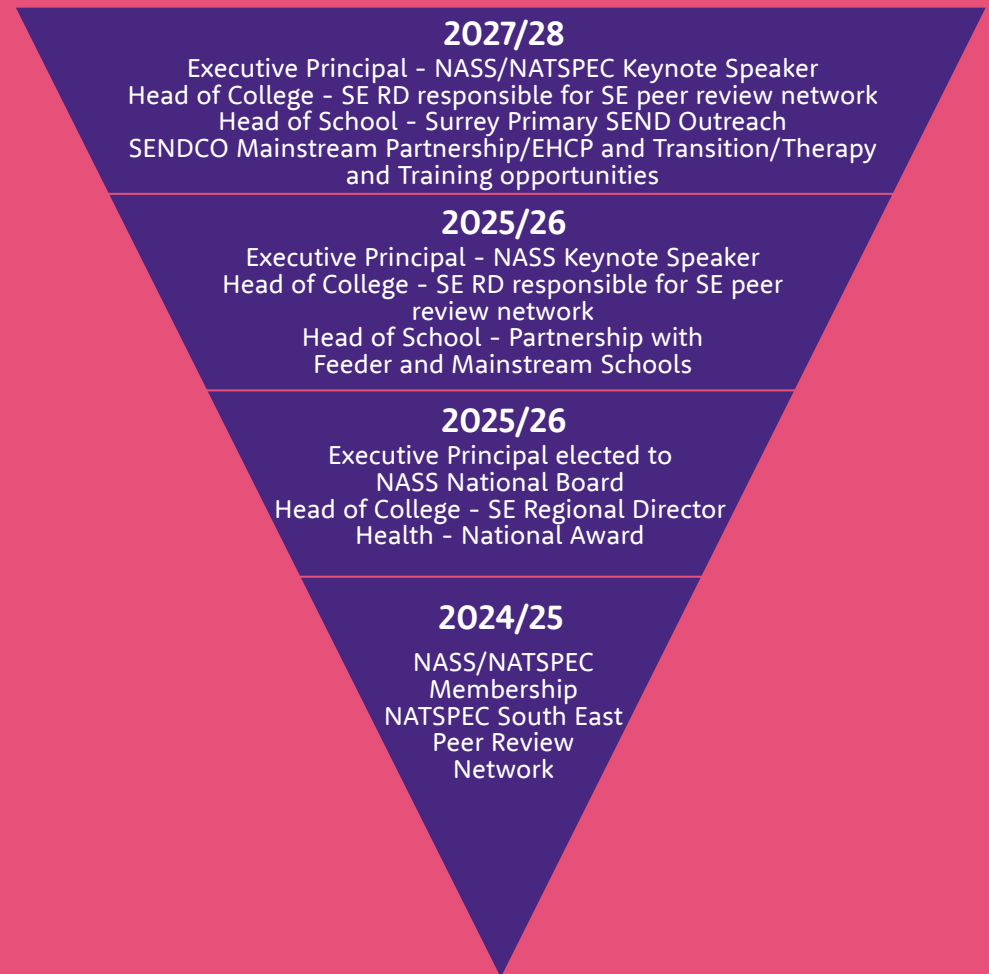 2027/28
Executive Principal – NASS/NATSPEC Keynote Speaker
Head of College – SE RD responsible for SE peer review network
Head of School – Surrey Primary SEND Outreach
SENDCO Mainstream Partnership/EHCP and Transition/Therapy
and Training opportunities
2025/26
Executive Principal – NASS Keynote Speaker
Head of College – SE RD responsible for SE peer
review network
Head of School – Partnership with
Feeder and Mainstream Schools
2025/26
Executive Principal elected to
NASS National Board
Head of College – SE Regional Director
Health – National Award
2024/25
NASS/NATSPEC
Membership
NATSPEC South East
Peer Review
Network